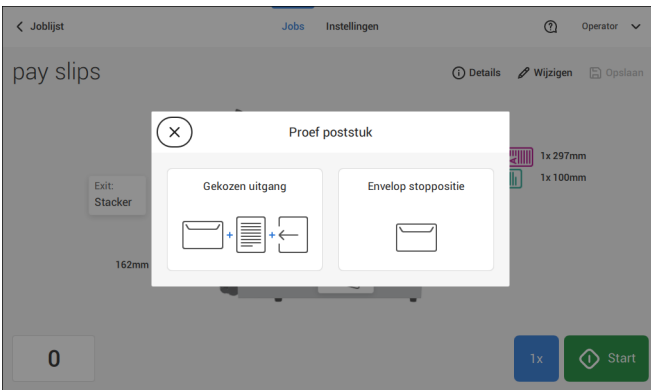 Joblijst
Jobs
Instellingen
Operator
pay slips
Details
Wijzigen
Opslaan
Proef poststuk
Gekozen uitgang
Envelop stoppositie
1x 297mm
1x 100mm
Exit:
Stacker
162mm
0
1x
Start